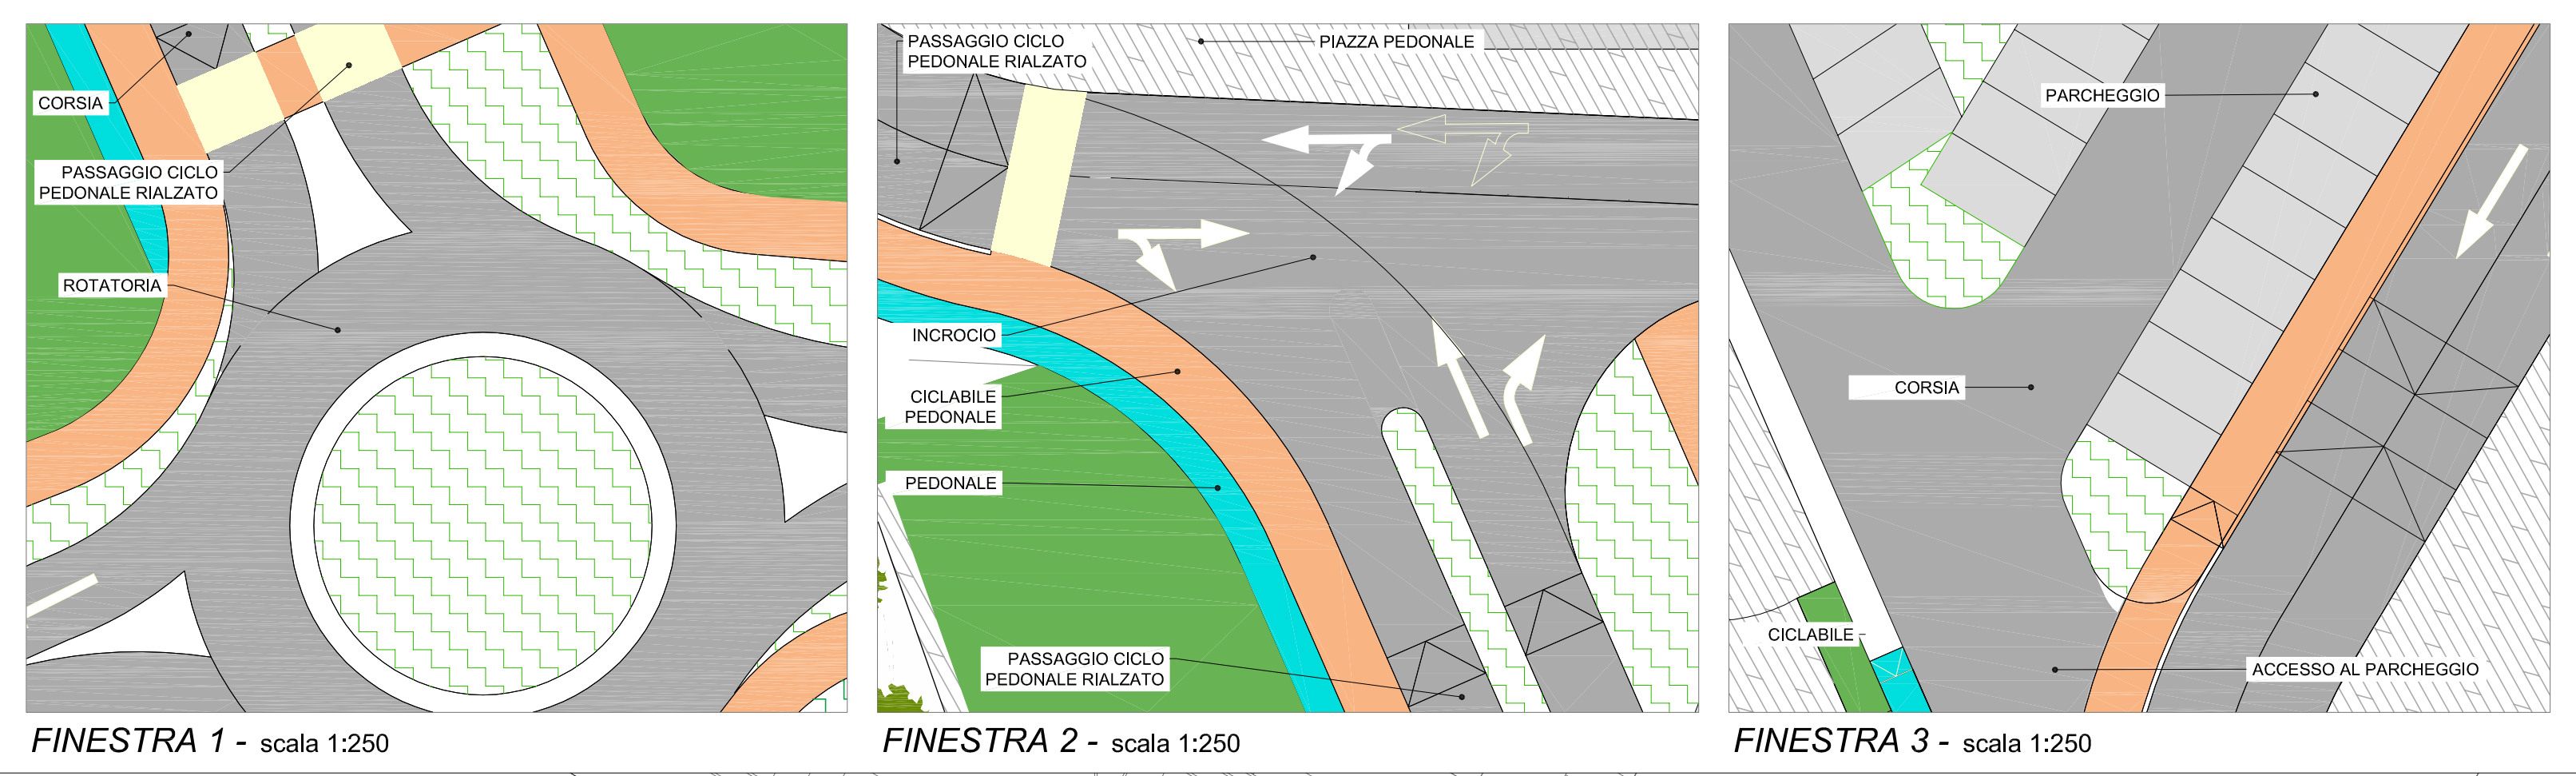 CORSIA
PASSAGGIO CICLO
PEDONALE RIALZATO
ROTATORIA
FINESTRA 1 - scala 1:250
PASSAGGIO CICLO
PEDONALE RIALZATO
PIAZZA PEDONALE
INCROCIO
CICLABILE
PEDONALE
PEDONALE
PASSAGGIO CICLO
PEDONALE RIALZATO
FINESTRA 2 - scala 1:250
PARCHEGGIO
CORSIA
CICLABILE
ACCESSO AL PARCHEGGIO
FINESTRA 3 - scala 1:250